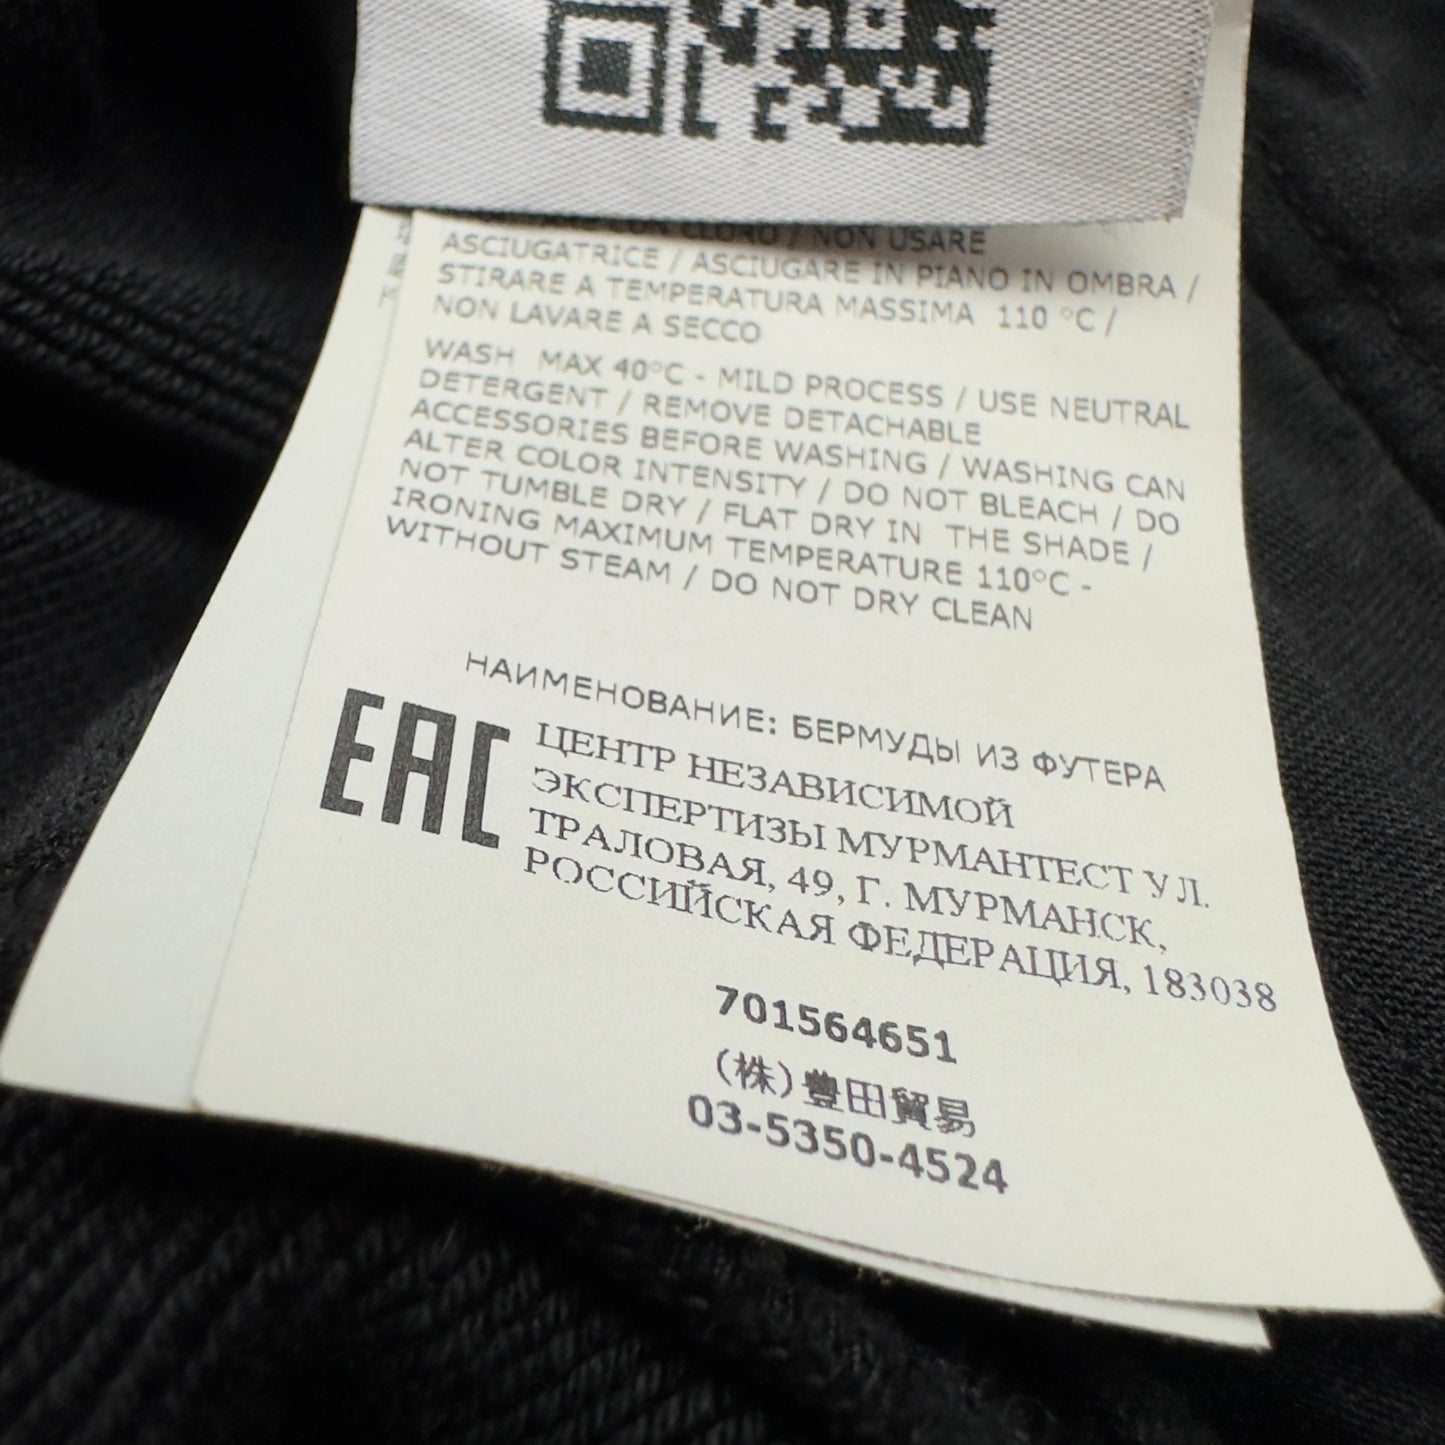 CLORO / NON USARE
ASCIUGATRICE / ASCIUGARE IN PIANO IN OMBRA /
STIRARE A TEMPERATURA MASSIMA 110 °C /
NON LAVARE A SECCO
WASH MAX 40°C - MILD PROCESS / USE NEUTRAL
DETERGENT / REMOVE DETACHABLE
ACCESSORIES BEFORE WASHING / WASHING CAN
ALTER COLOR INTENSITY / DO NOT BLEACH / DO
NOT TUMBLE DRY / FLAT DRY IN THE SHADE /
IRONING MAXIMUM TEMPERATURE 110°C -
WITHOUT STEAM / DO NOT DRY CLEAN
НАИМЕНОВАНИЕ: БЕРМУДЫ ИЗ ФУТЕРА
EAC
ЦЕНТР НЕЗАВИСИМОЙ
ЭКСПЕРТИЗЫ МУРМАНТЕСТ УЛ.
ТРАЛОВАЯ, 49, Г. МУРМАНСК,
РОССИЙСКАЯ ФЕДЕРАЦИЯ, 183038
701564651
(株)豊田貿易
03-5350-4524